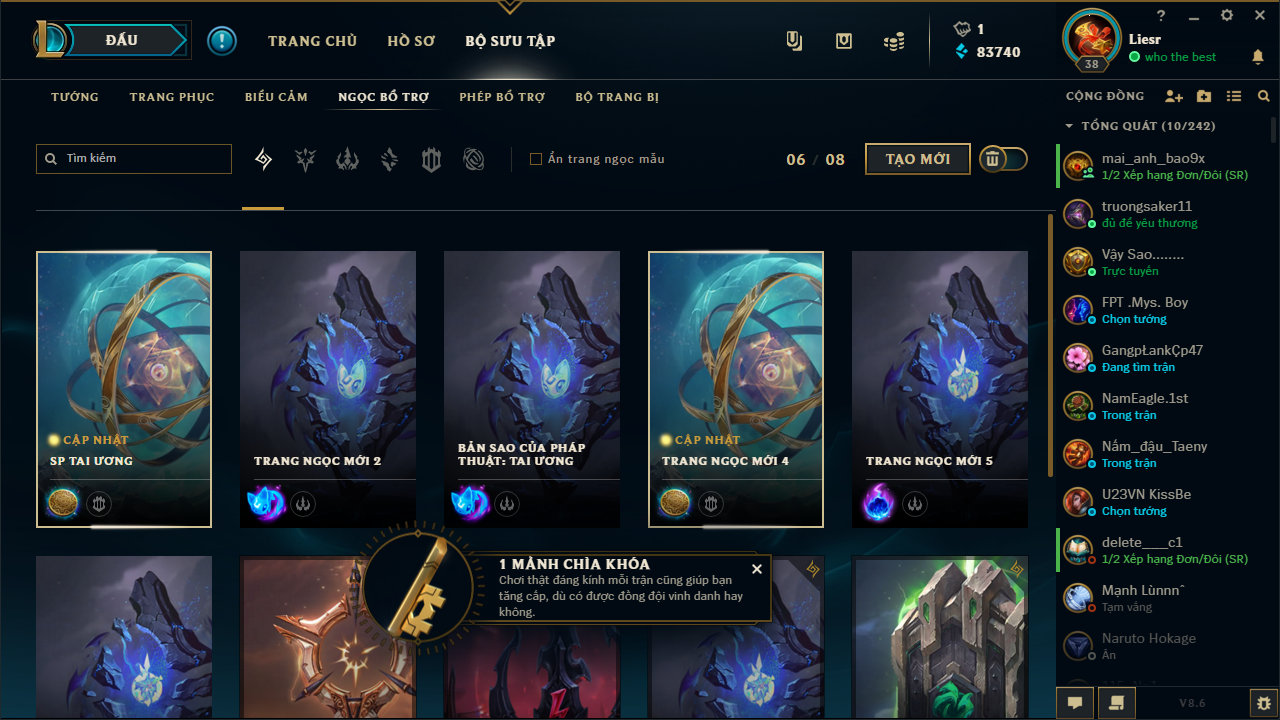 ĐẤU
!
TRANG CHỦ
HỒ SƠ
BỘ SƯU TẬP
1
83740
?
38
Liesr
who the best
TƯỚNG
TRANG PHỤC
BIỂU CẢM
NGỌC BỔ TRỢ
PHÉP BỔ TRỢ
BỘ TRANG BỊ
CỘNG ĐỒNG
TỔNG QUÁT (10/242)
Tìm kiếm
Ẩn trang ngọc mẫu
06 / 08
TẠO MỚI
mai_anh_bao9x
1/2 Xếp hạng Đơn/Đôi (SR)
truongsaker11
đủ để yêu thương
Vậy Sao........
Trực tuyến
FPT .Mys. Boy
Chọn tướng
GangpŁankÇp47
Đang tìm trận
NamEagle.1st
Trong trận
Nấm_đậu_Taeny
Trong trận
U23VN KissBe
Chọn tướng
delete____c1
1/2 Xếp hạng Đơn/Đôi (SR)
Mạnh Lùnnn˜
Tạm vắng
Naruto Hokage
Ẩn
CẬP NHẬT
SP TAI ƯƠNG
TRANG NGỌC MỚI 2
BẢN SAO CỦA PHÁP
THUẬT: TAI ƯƠNG
CẬP NHẬT
TRANG NGỌC MỚI 4
TRANG NGỌC MỚI 5
1 MẢNH CHÌA KHÓA
Chơi thật đáng kính mỗi trận cũng giúp bạn
tăng cấp, dù có được đồng đội vinh danh hay
không.
V8.6